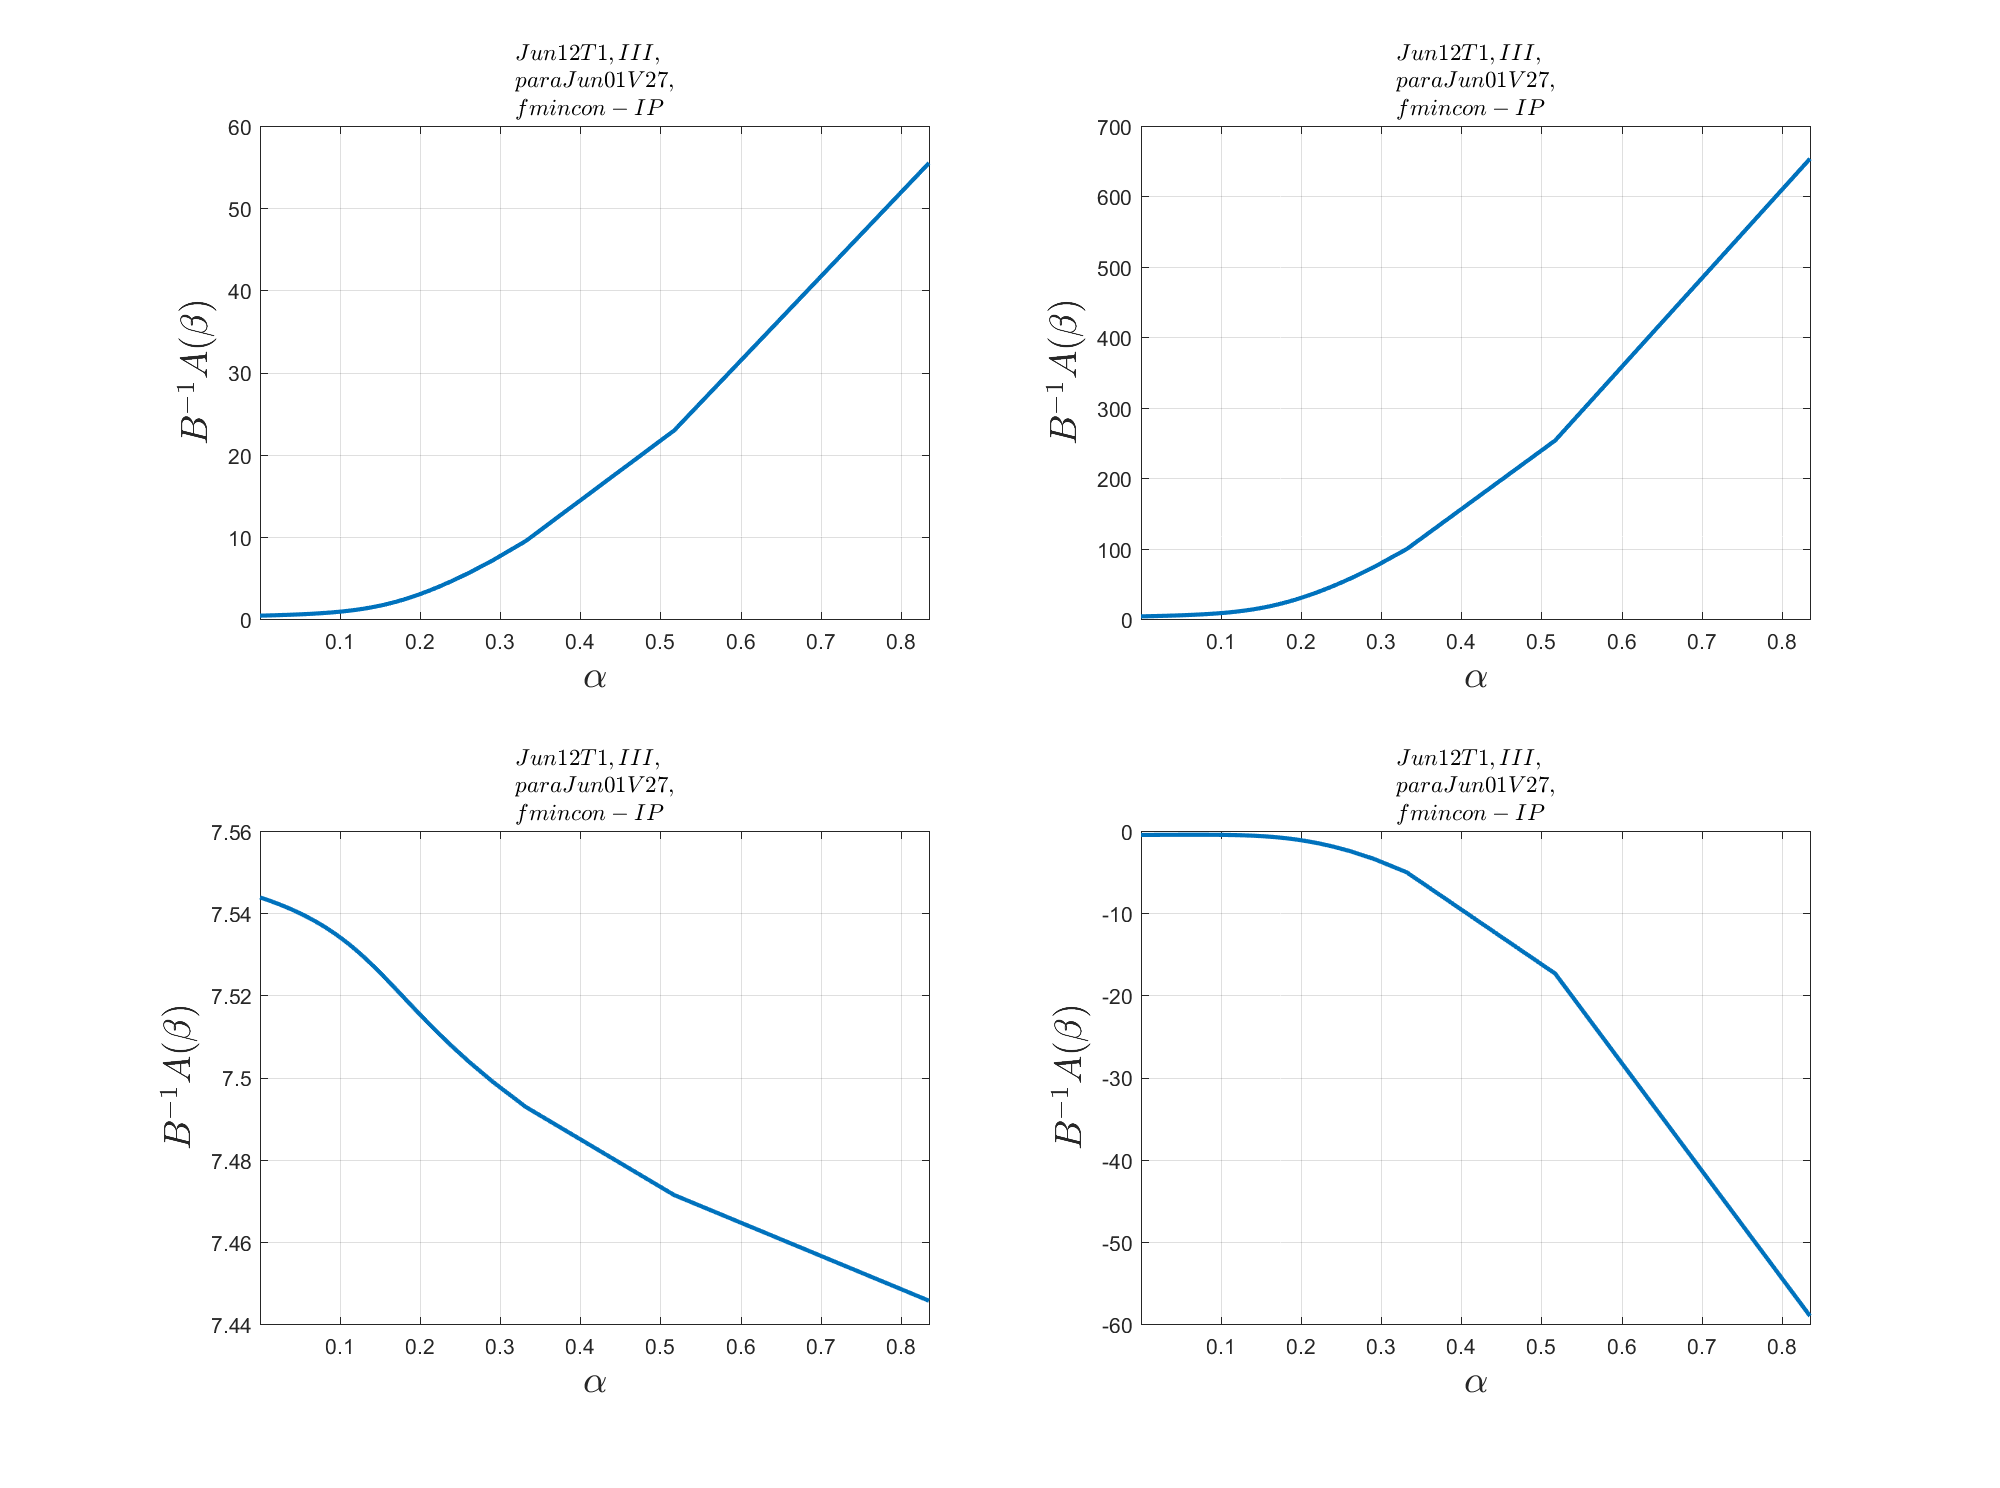 Jun12T1, III,
paraJun01V27,
fmincon − IP
60
50
40
30
20
10
0
B⁻¹A(β)
0.1 0.2 0.3 0.4 0.5 0.6 0.7 0.8
α
Jun12T1, III,
paraJun01V27,
fmincon − IP
700
600
500
400
300
200
100
0
B⁻¹A(β)
0.1 0.2 0.3 0.4 0.5 0.6 0.7 0.8
α
Jun12T1, III,
paraJun01V27,
fmincon − IP
7.56
7.54
7.52
7.5
7.48
7.46
7.44
B⁻¹A(β)
0.1 0.2 0.3 0.4 0.5 0.6 0.7 0.8
α
Jun12T1, III,
paraJun01V27,
fmincon − IP
0
-10
-20
-30
-40
-50
-60
B⁻¹A(β)
0.1 0.2 0.3 0.4 0.5 0.6 0.7 0.8
α